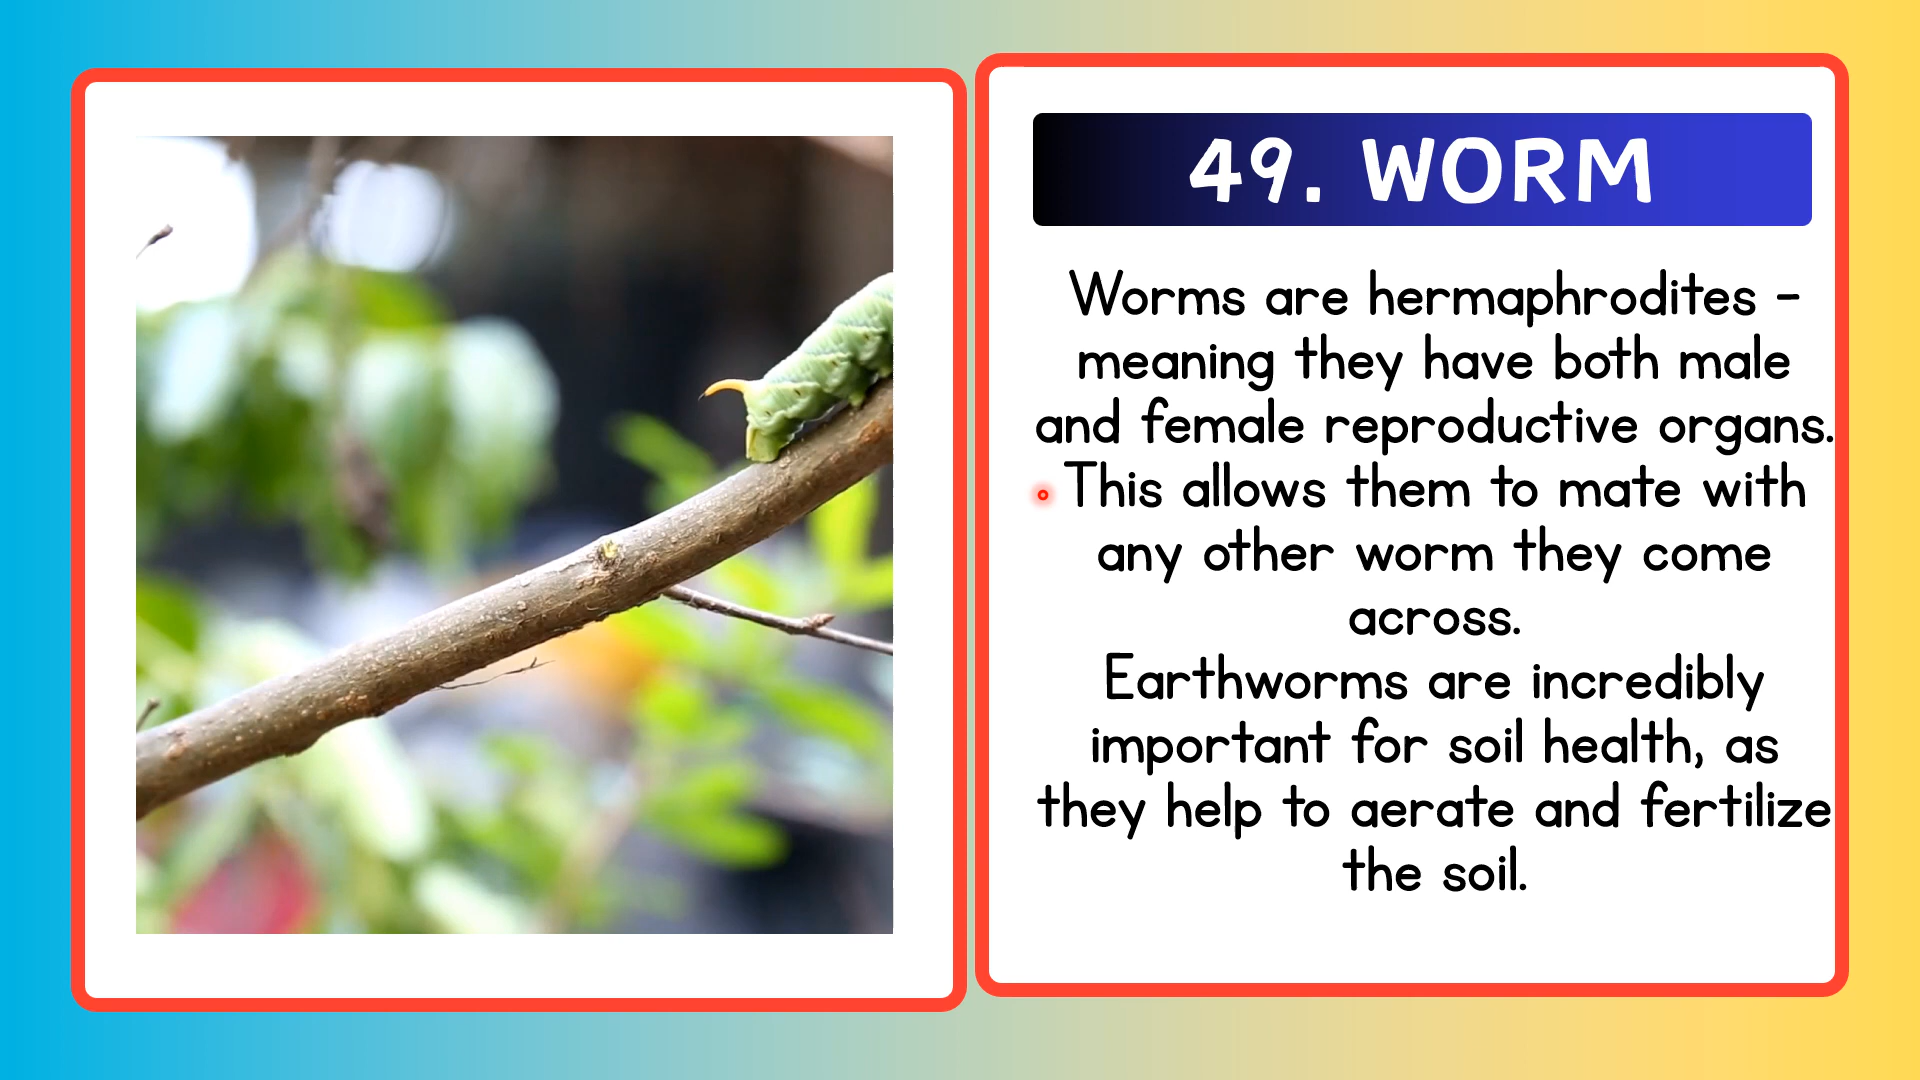 49. WORM
Worms are hermaphrodites -
meaning they have both male
and female reproductive organs.
This allows them to mate with
any other worm they come
across.
Earthworms are incredibly
important for soil health, as
they help to aerate and fertilize
the soil.